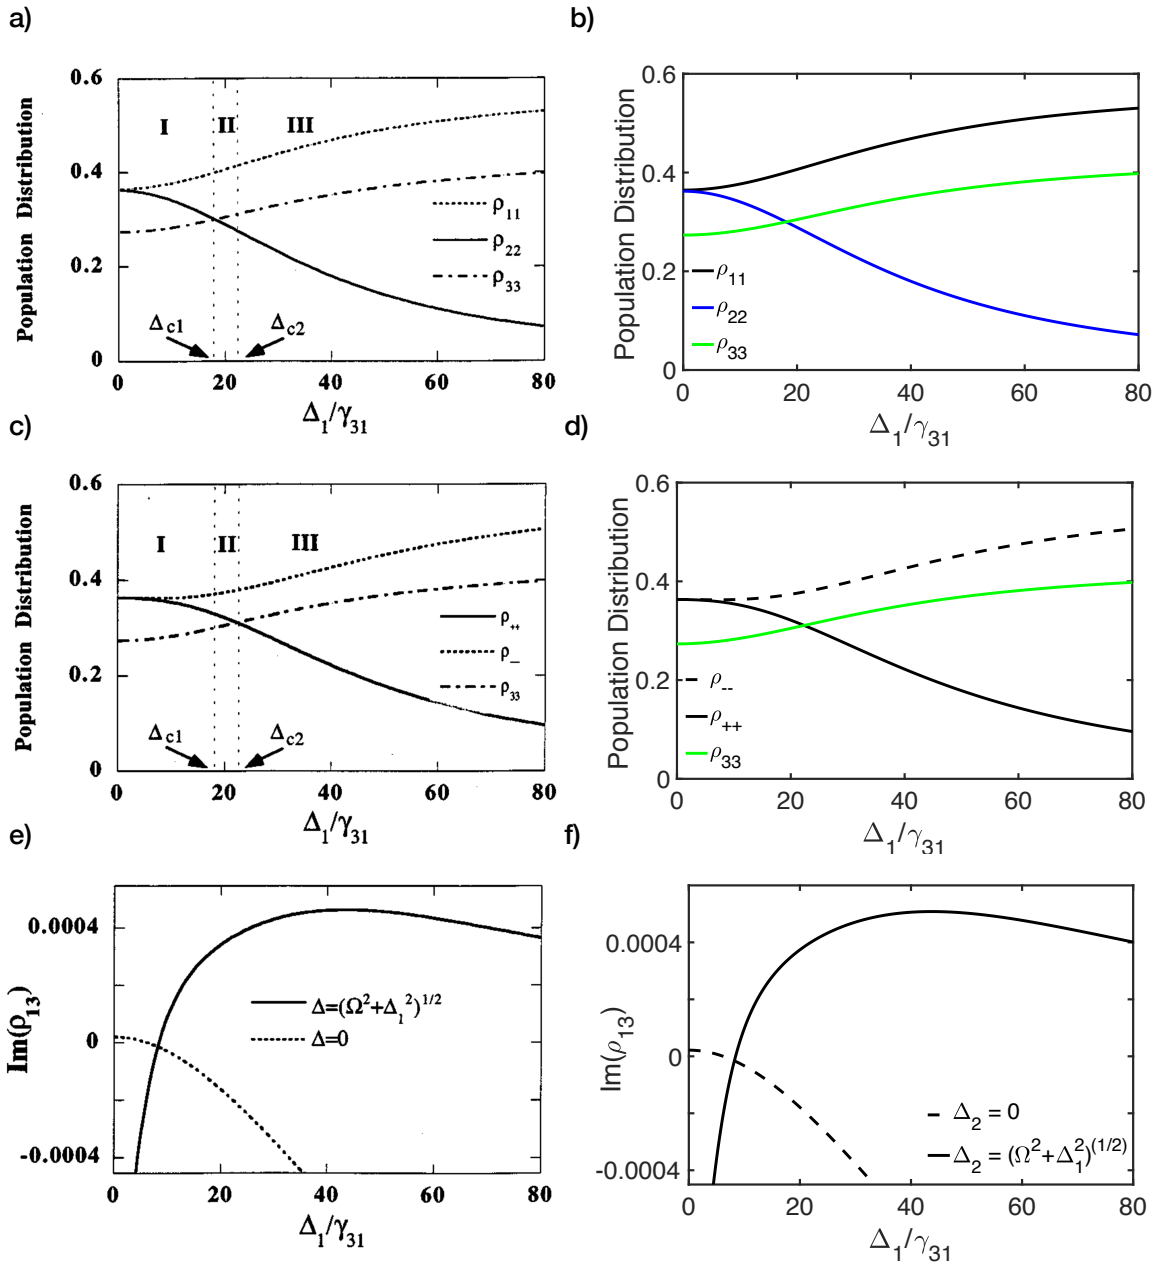 a)
Population Distribution
0.6
0.4
0.2
0
I II III
ρ11
ρ22
ρ33
Δc1 Δc2
0 20 40 60 80
Δ1/γ31
b)
Population Distribution
0.6
0.4
0.2
0
ρ11
ρ22
ρ33
0 20 40 60 80
Δ1/γ31
c)
Population Distribution
0.6
0.4
0.2
0
I II III
ρ++
ρ--
ρ33
Δc1 Δc2
0 20 40 60 80
Δ1/γ31
d)
Population Distribution
0.6
0.4
0.2
0
ρ--
ρ++
ρ33
0 20 40 60 80
Δ1/γ31
e)
Im(ρ13)
0.0004
0
-0.0004
Δ=(Ω²+Δ1²)^1/2
Δ=0
0 20 40 60 80
Δ1/γ31
f)
Im(ρ13)
0.0004
0
-0.0004
Δ2 = 0
Δ2 = (Ω²+Δ1²)^(1/2)
0 20 40 60 80
Δ1/γ31